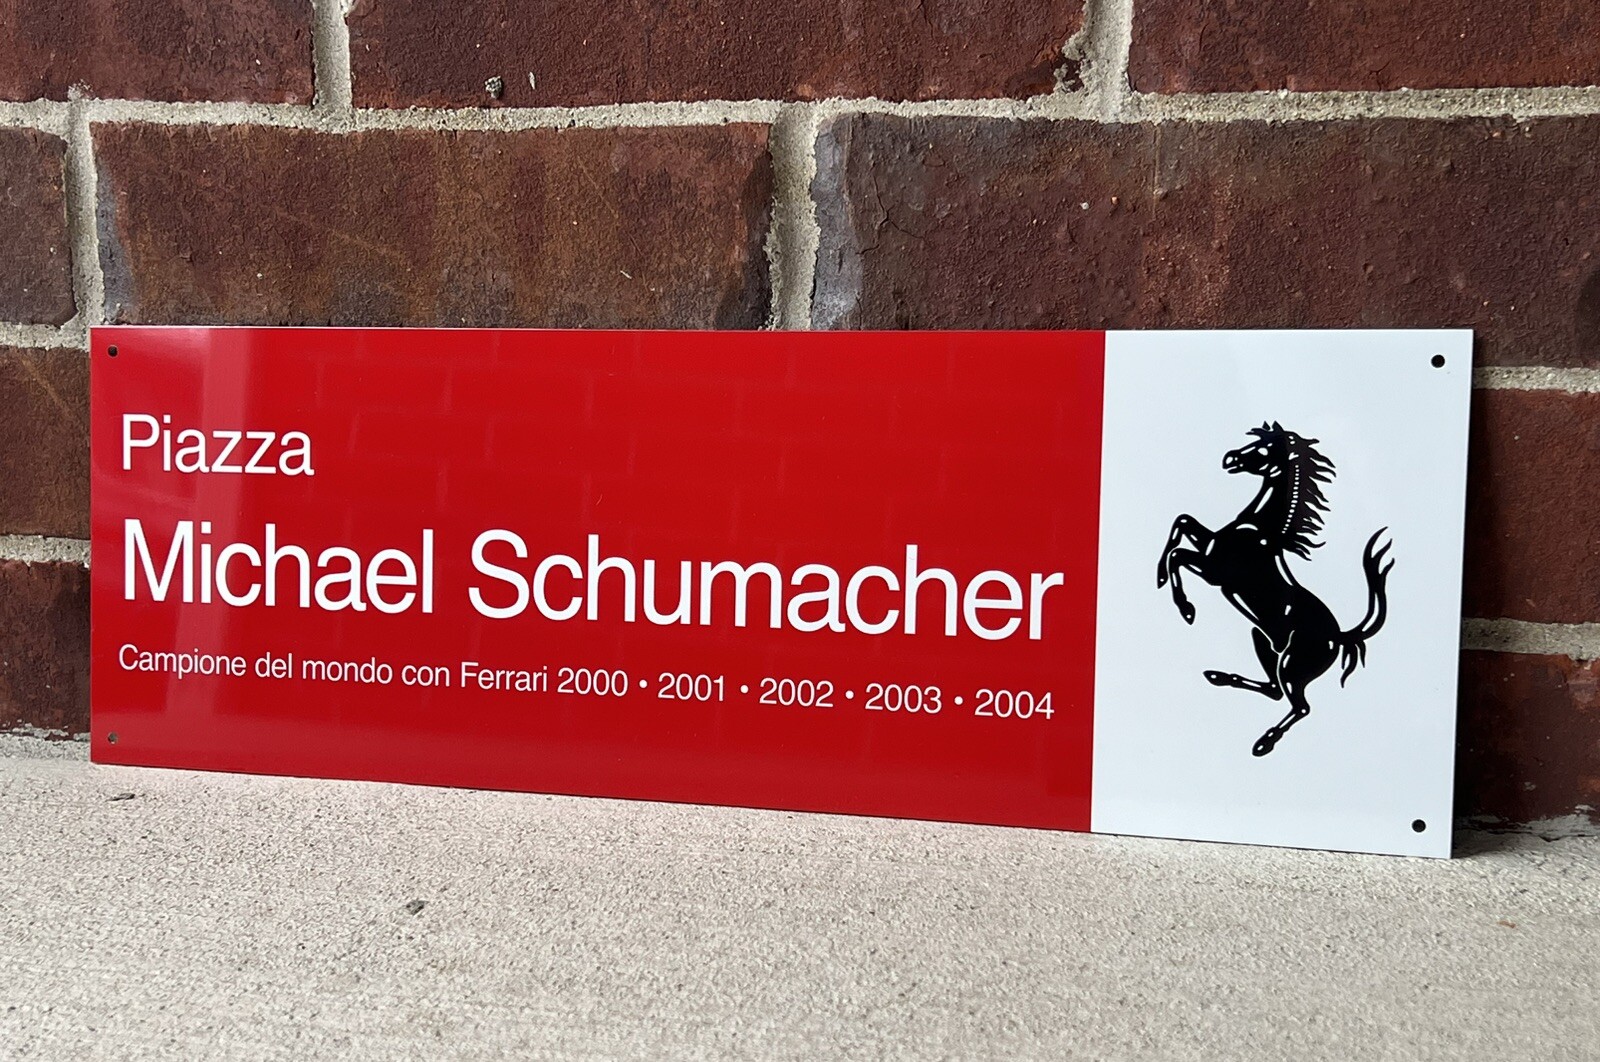 Piazza
Michael Schumacher
Campione del mondo con Ferrari 2000 • 2001 • 2002 • 2003 • 2004